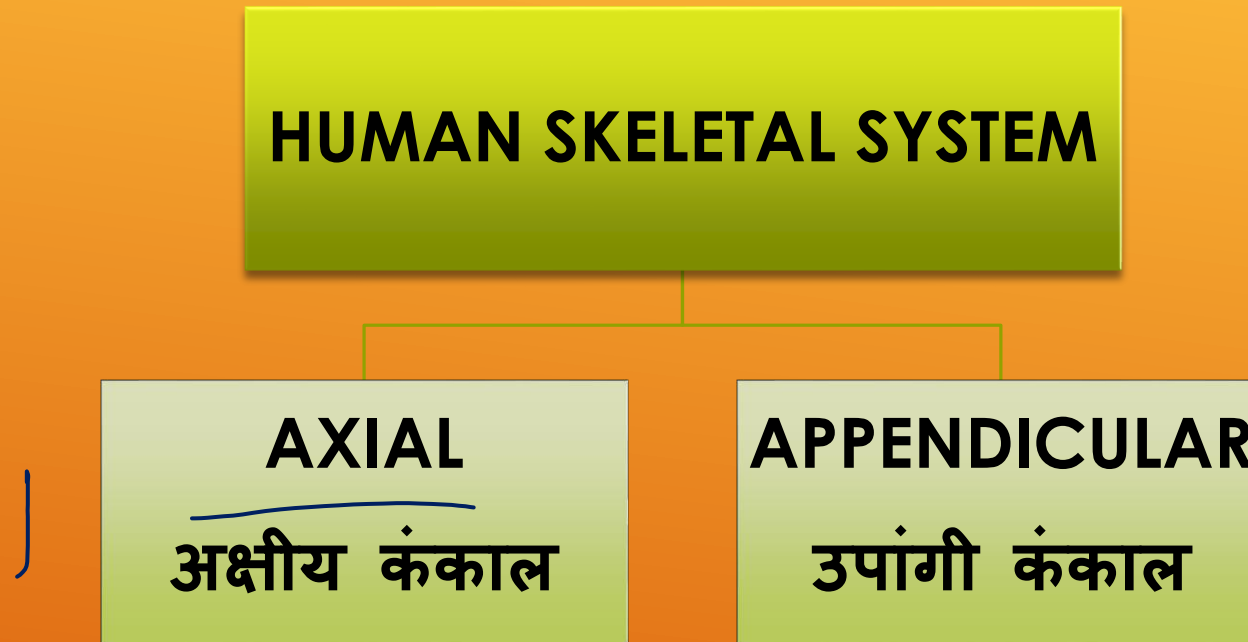 HUMAN SKELETAL SYSTEM
AXIAL
अक्षीय कंकाल
APPENDICULAR
उपांगी कंकाल